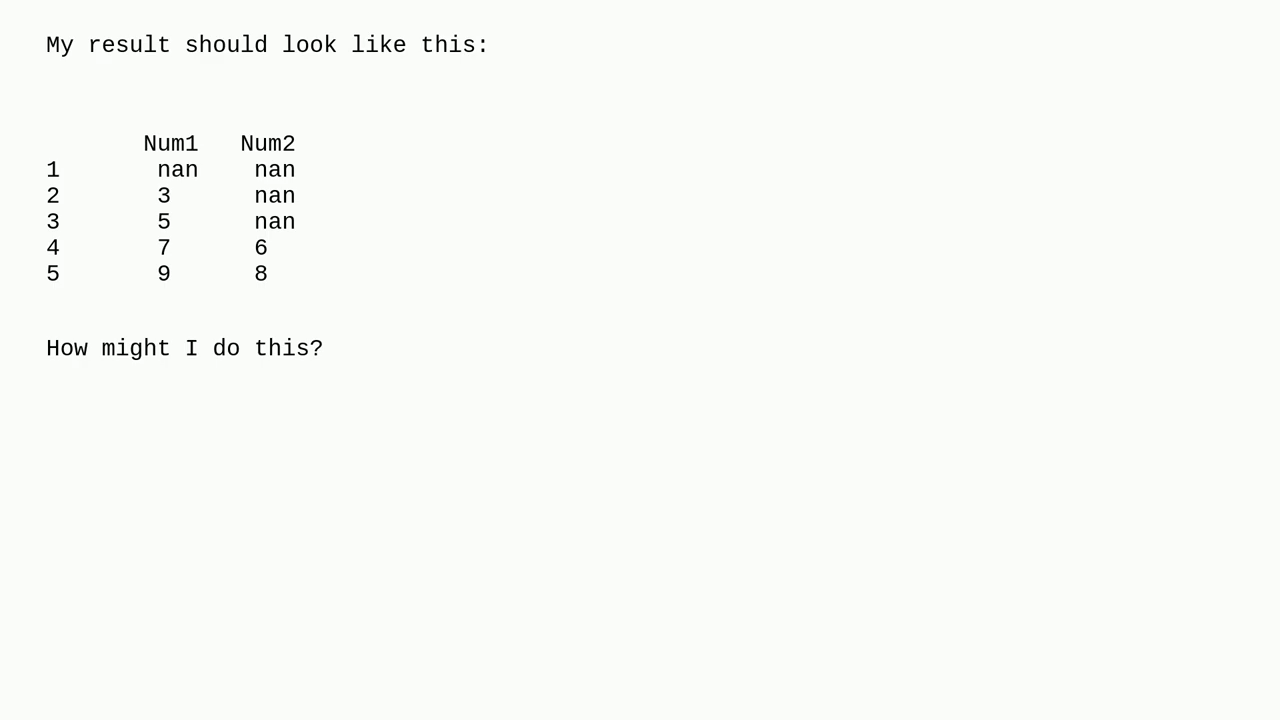 My result should look like this:
       Num1   Num2
1       nan    nan
2       3      nan
3       5      nan
4       7      6
5       9      8
How might I do this?